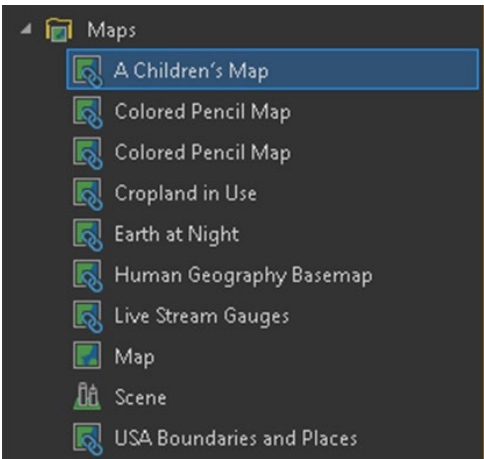 Maps
A Children's Map
Colored Pencil Map
Colored Pencil Map
Cropland in Use
Earth at Night
Human Geography Basemap
Live Stream Gauges
Map
Scene
USA Boundaries and Places